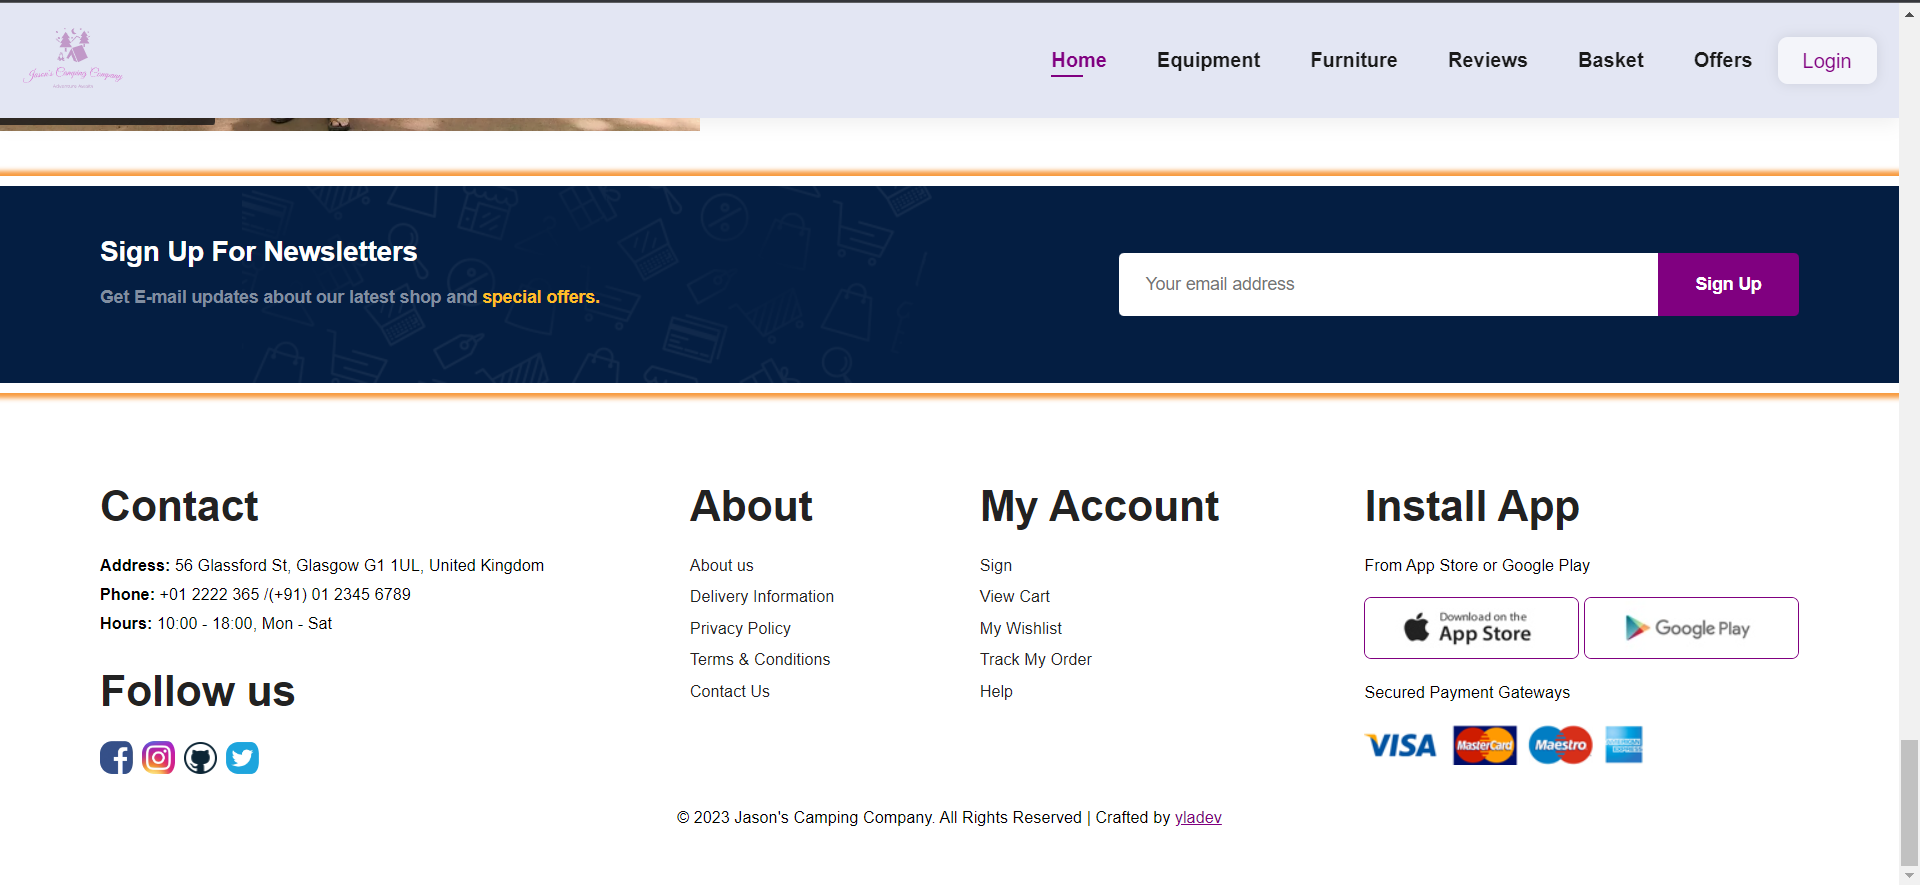 Jason's Camping Company
Home Equipment Furniture Reviews Basket Offers Login
Sign Up For Newsletters
Get E-mail updates about our latest shop and special offers.
Your email address Sign Up
Contact
Address: 56 Glassford St, Glasgow G1 1UL, United Kingdom
Phone: +01 2222 365 /(+91) 01 2345 6789
Hours: 10:00 - 18:00, Mon - Sat
Follow us
About
About us
Delivery Information
Privacy Policy
Terms & Conditions
Contact Us
My Account
Sign
View Cart
My Wishlist
Track My Order
Help
Install App
From App Store or Google Play
Download on the
App Store
Google Play
Secured Payment Gateways
VISA MasterCard Maestro AMERICAN EXPRESS
© 2023 Jason's Camping Company. All Rights Reserved | Crafted by yladev